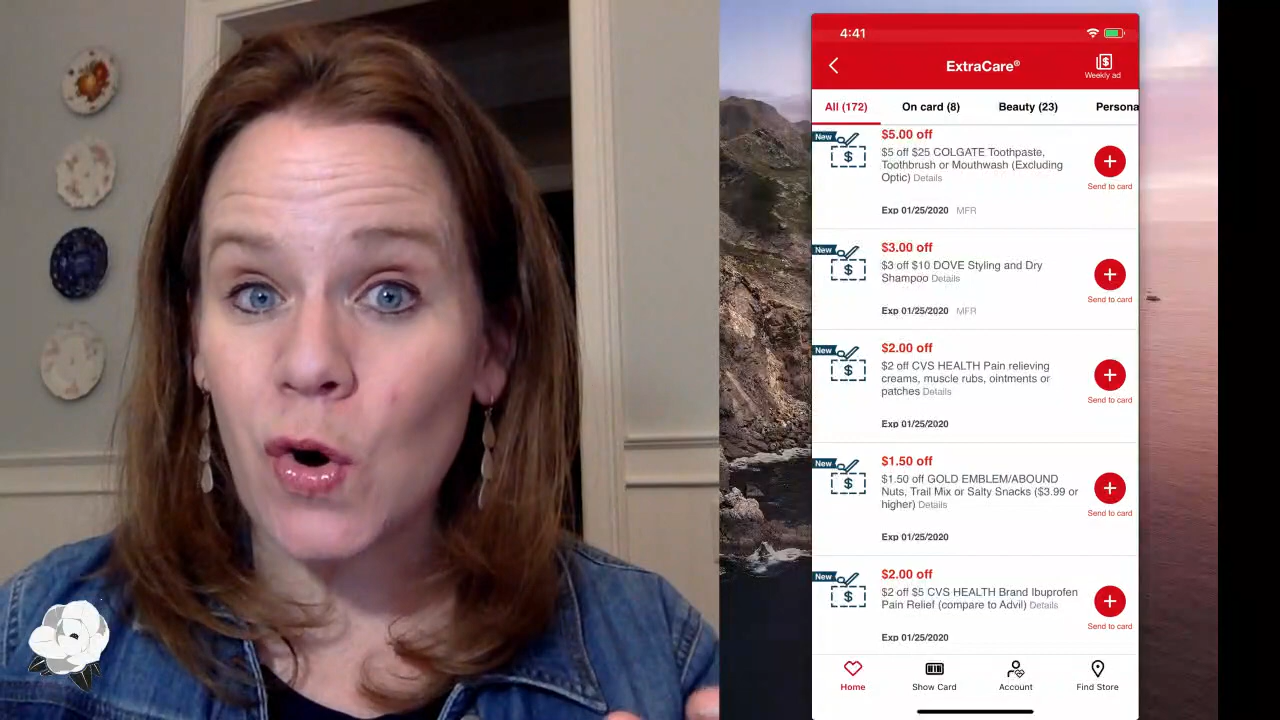 4:41
ExtraCare®
Weekly ad
All (172) On card (8) Beauty (23) Persona
New
$5.00 off
$5 off $25 COLGATE Toothpaste,
Toothbrush or Mouthwash (Excluding
Optic) Details
Send to card
Exp 01/25/2020 MFR
New
$3.00 off
$3 off $10 DOVE Styling and Dry
Shampoo Details
Send to card
Exp 01/25/2020 MFR
New
$2.00 off
$2 off CVS HEALTH Pain relieving
creams, muscle rubs, ointments or
patches Details
Send to card
Exp 01/25/2020
New
$1.50 off
$1.50 off GOLD EMBLEM/ABOUND
Nuts, Trail Mix or Salty Snacks ($3.99 or
higher) Details
Send to card
Exp 01/25/2020
New
$2.00 off
$2 off $5 CVS HEALTH Brand Ibuprofen
Pain Relief (compare to Advil) Details
Send to card
Exp 01/25/2020
Home Show Card Account Find Store